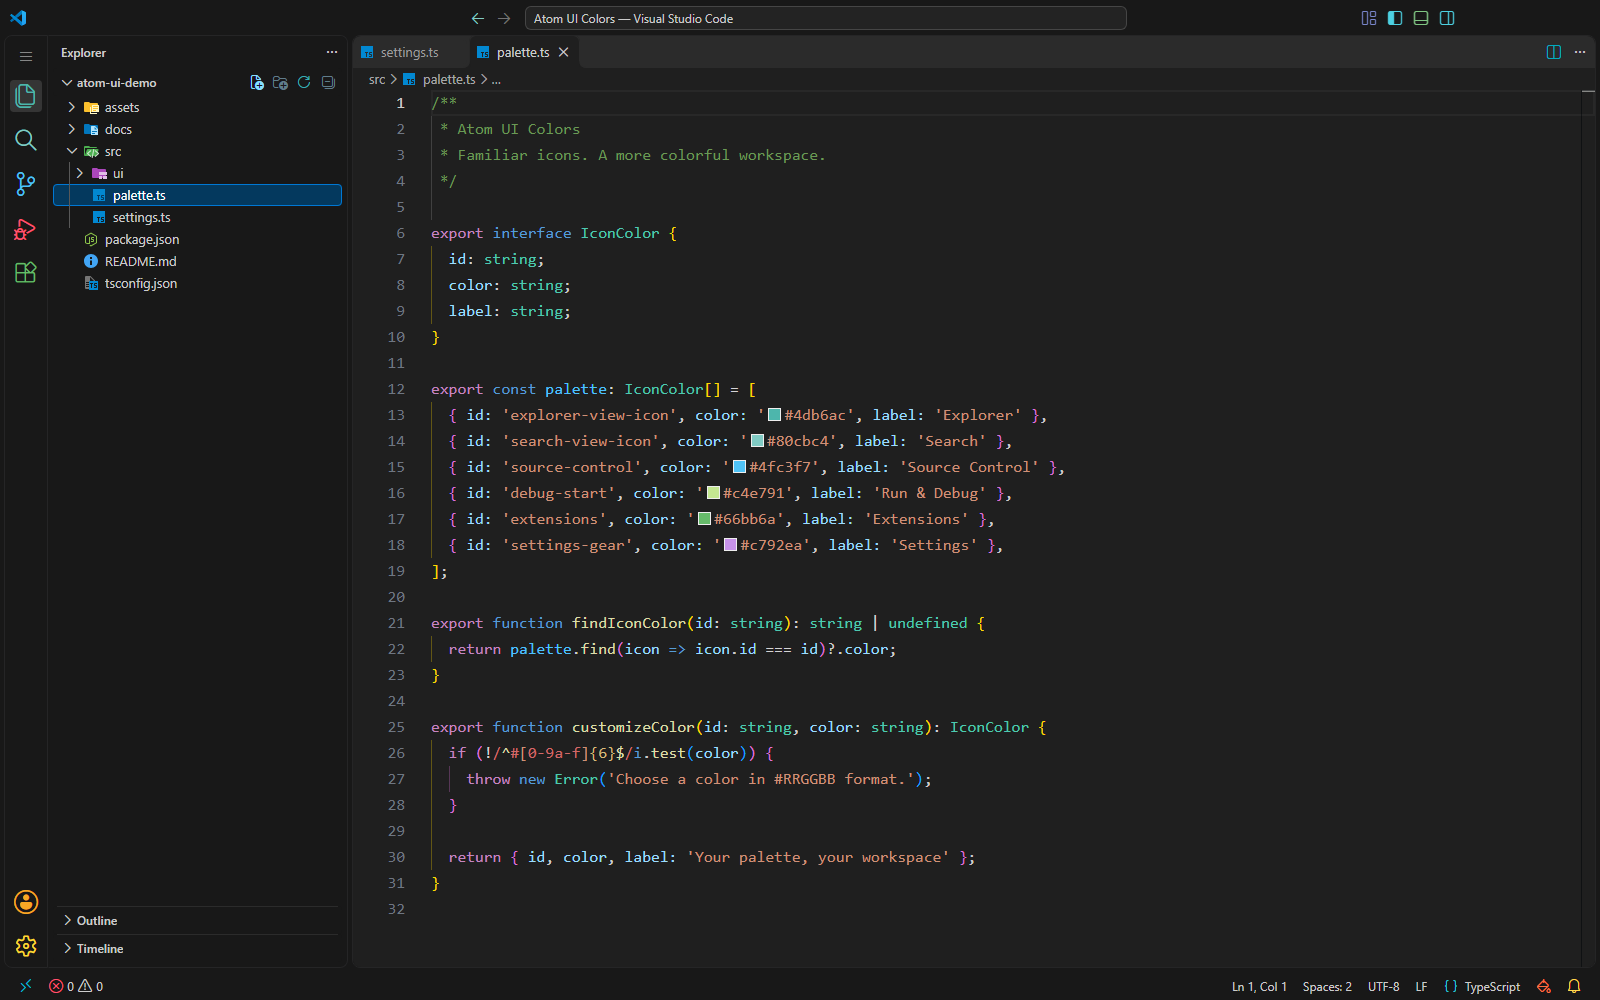 Atom UI Colors — Visual Studio Code
Explorer
settings.ts
palette.ts
atom-ui-demo
src > palette.ts > ...
assets
docs
src
ui
palette.ts
settings.ts
package.json
README.md
tsconfig.json
Outline
Timeline
1 /**
2 * Atom UI Colors
3 * Familiar icons. A more colorful workspace.
4 */
5
6 export interface IconColor {
7 id: string;
8 color: string;
9 label: string;
10 }
11
12 export const palette: IconColor[] = [
13 { id: 'explorer-view-icon', color: '#4db6ac', label: 'Explorer' },
14 { id: 'search-view-icon', color: '#80cbc4', label: 'Search' },
15 { id: 'source-control', color: '#4fc3f7', label: 'Source Control' },
16 { id: 'debug-start', color: '#c4e791', label: 'Run & Debug' },
17 { id: 'extensions', color: '#66bb6a', label: 'Extensions' },
18 { id: 'settings-gear', color: '#c792ea', label: 'Settings' },
19 ];
20
21 export function findIconColor(id: string): string | undefined {
22 return palette.find(icon => icon.id === id)?.color;
23 }
24
25 export function customizeColor(id: string, color: string): IconColor {
26 if (!/^#[0-9a-f]{6}$/i.test(color)) {
27 throw new Error('Choose a color in #RRGGBB format.');
28 }
29
30 return { id, color, label: 'Your palette, your workspace' };
31 }
32
0 0
Ln 1, Col 1
Spaces: 2
UTF-8
LF
{ } TypeScript